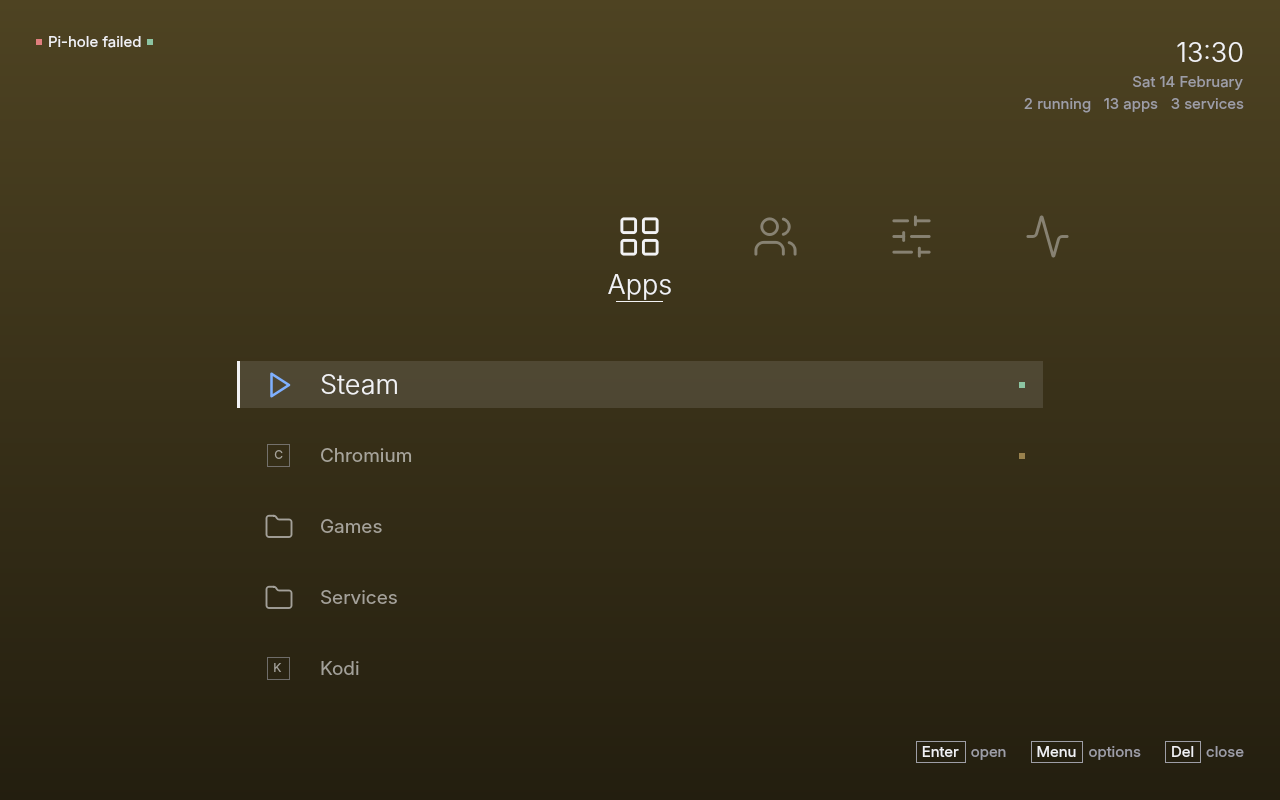 Pi-hole failed
13:30
Sat 14 February
2 running 13 apps 3 services
Apps
Steam
C Chromium
Games
Services
K Kodi
Enter open Menu options Del close